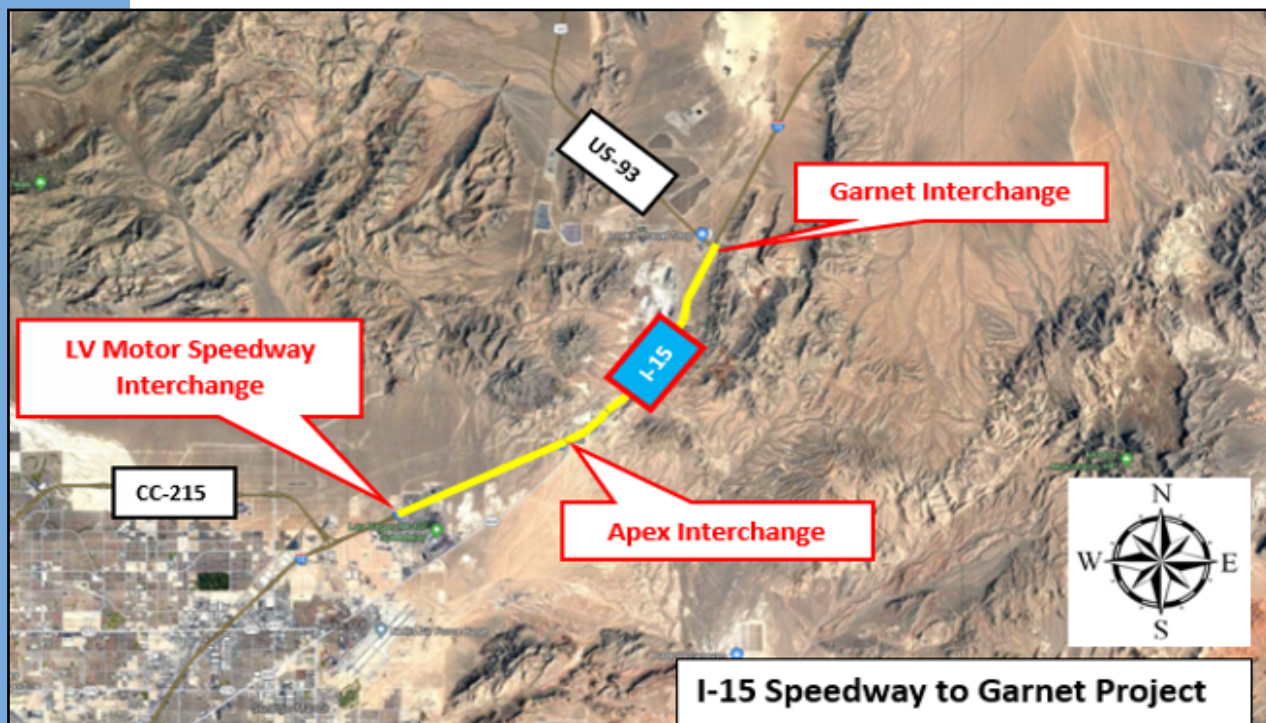 US-93
Garnet Interchange
I-15
LV Motor Speedway
Interchange
CC-215
Apex Interchange
N
W
E
S
I-15 Speedway to Garnet Project